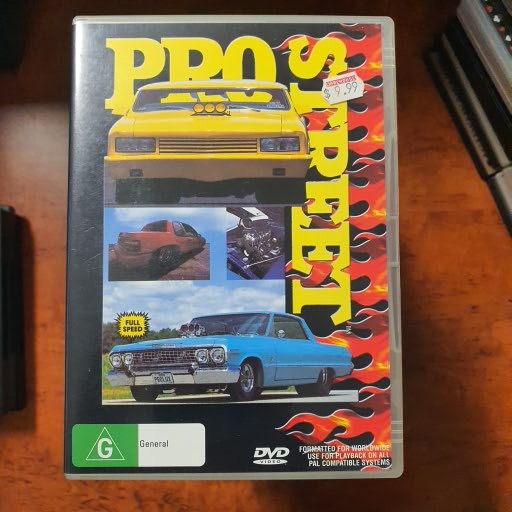 PRO
STREET
$ 9.99
FULL
SPEED
G
General
DVD
VIDEO
FORMATTED FOR WORLDWIDE
USE FOR PLAYBACK ON ALL
PAL COMPATIBLE SYSTEMS